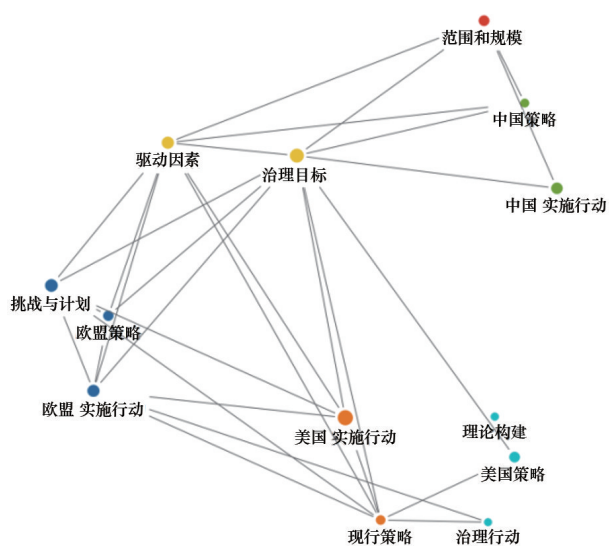 范围和规模
中国策略
驱动因素
治理目标
中国 实施行动
挑战与计划
欧盟策略
欧盟 实施行动
美国 实施行动
理论构建
美国策略
现行策略
治理行动